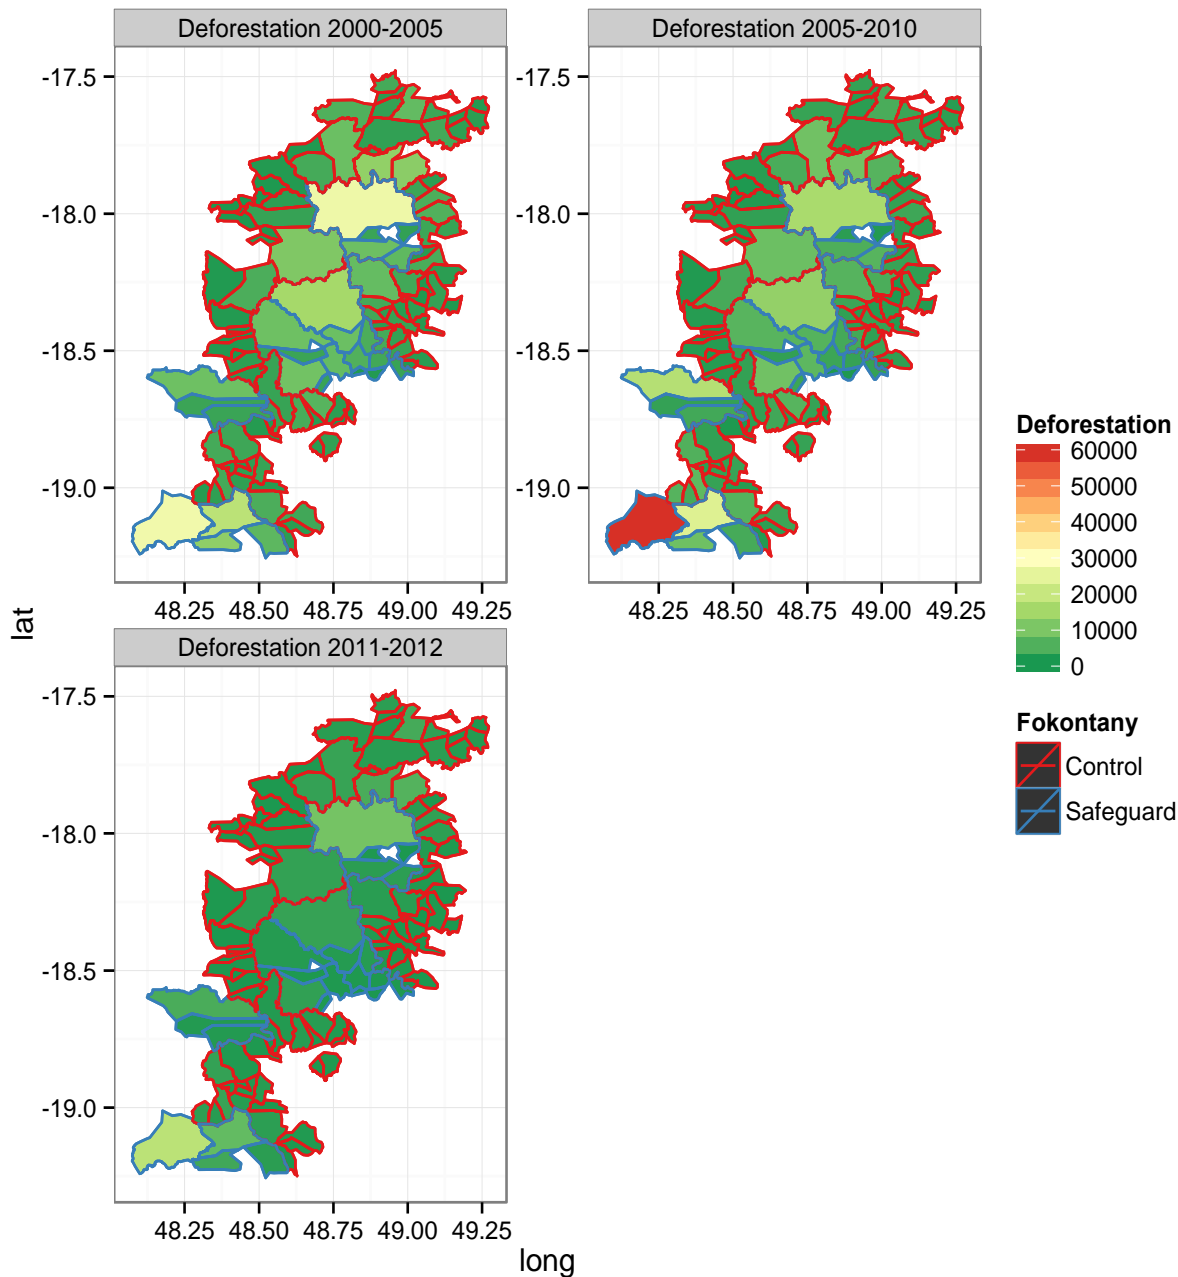 Deforestation 2000-2005
Deforestation 2005-2010
-17.5
-18.0
-18.5
-19.0
-17.5
-18.0
-18.5
-19.0
48.25 48.50 48.75 49.00 49.25
48.25 48.50 48.75 49.00 49.25
Deforestation
60000
50000
40000
30000
20000
10000
0
Fokontany
Control
Safeguard
lat
Deforestation 2011-2012
-17.5
-18.0
-18.5
-19.0
48.25 48.50 48.75 49.00 49.25
long